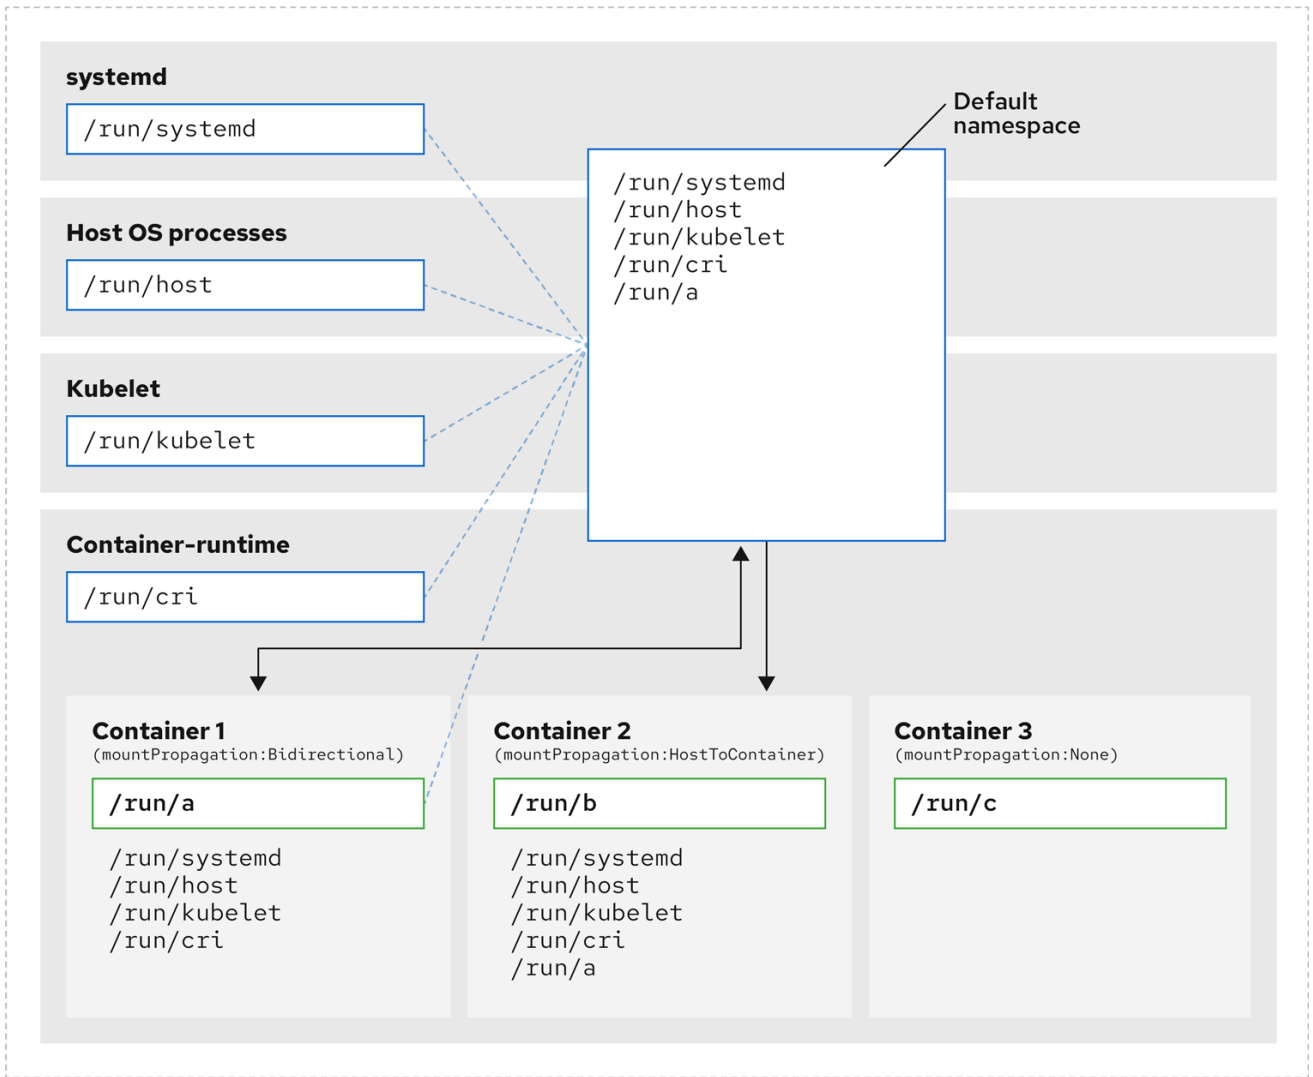 systemd
/run/systemd
Default
namespace
/run/systemd
/run/host
/run/kubelet
/run/cri
/run/a
Host OS processes
/run/host
Kubelet
/run/kubelet
Container-runtime
/run/cri
Container 1
(mountPropagation:Bidirectional)
/run/a
/run/systemd
/run/host
/run/kubelet
/run/cri
Container 2
(mountPropagation:HostToContainer)
/run/b
/run/systemd
/run/host
/run/kubelet
/run/cri
/run/a
Container 3
(mountPropagation:None)
/run/c